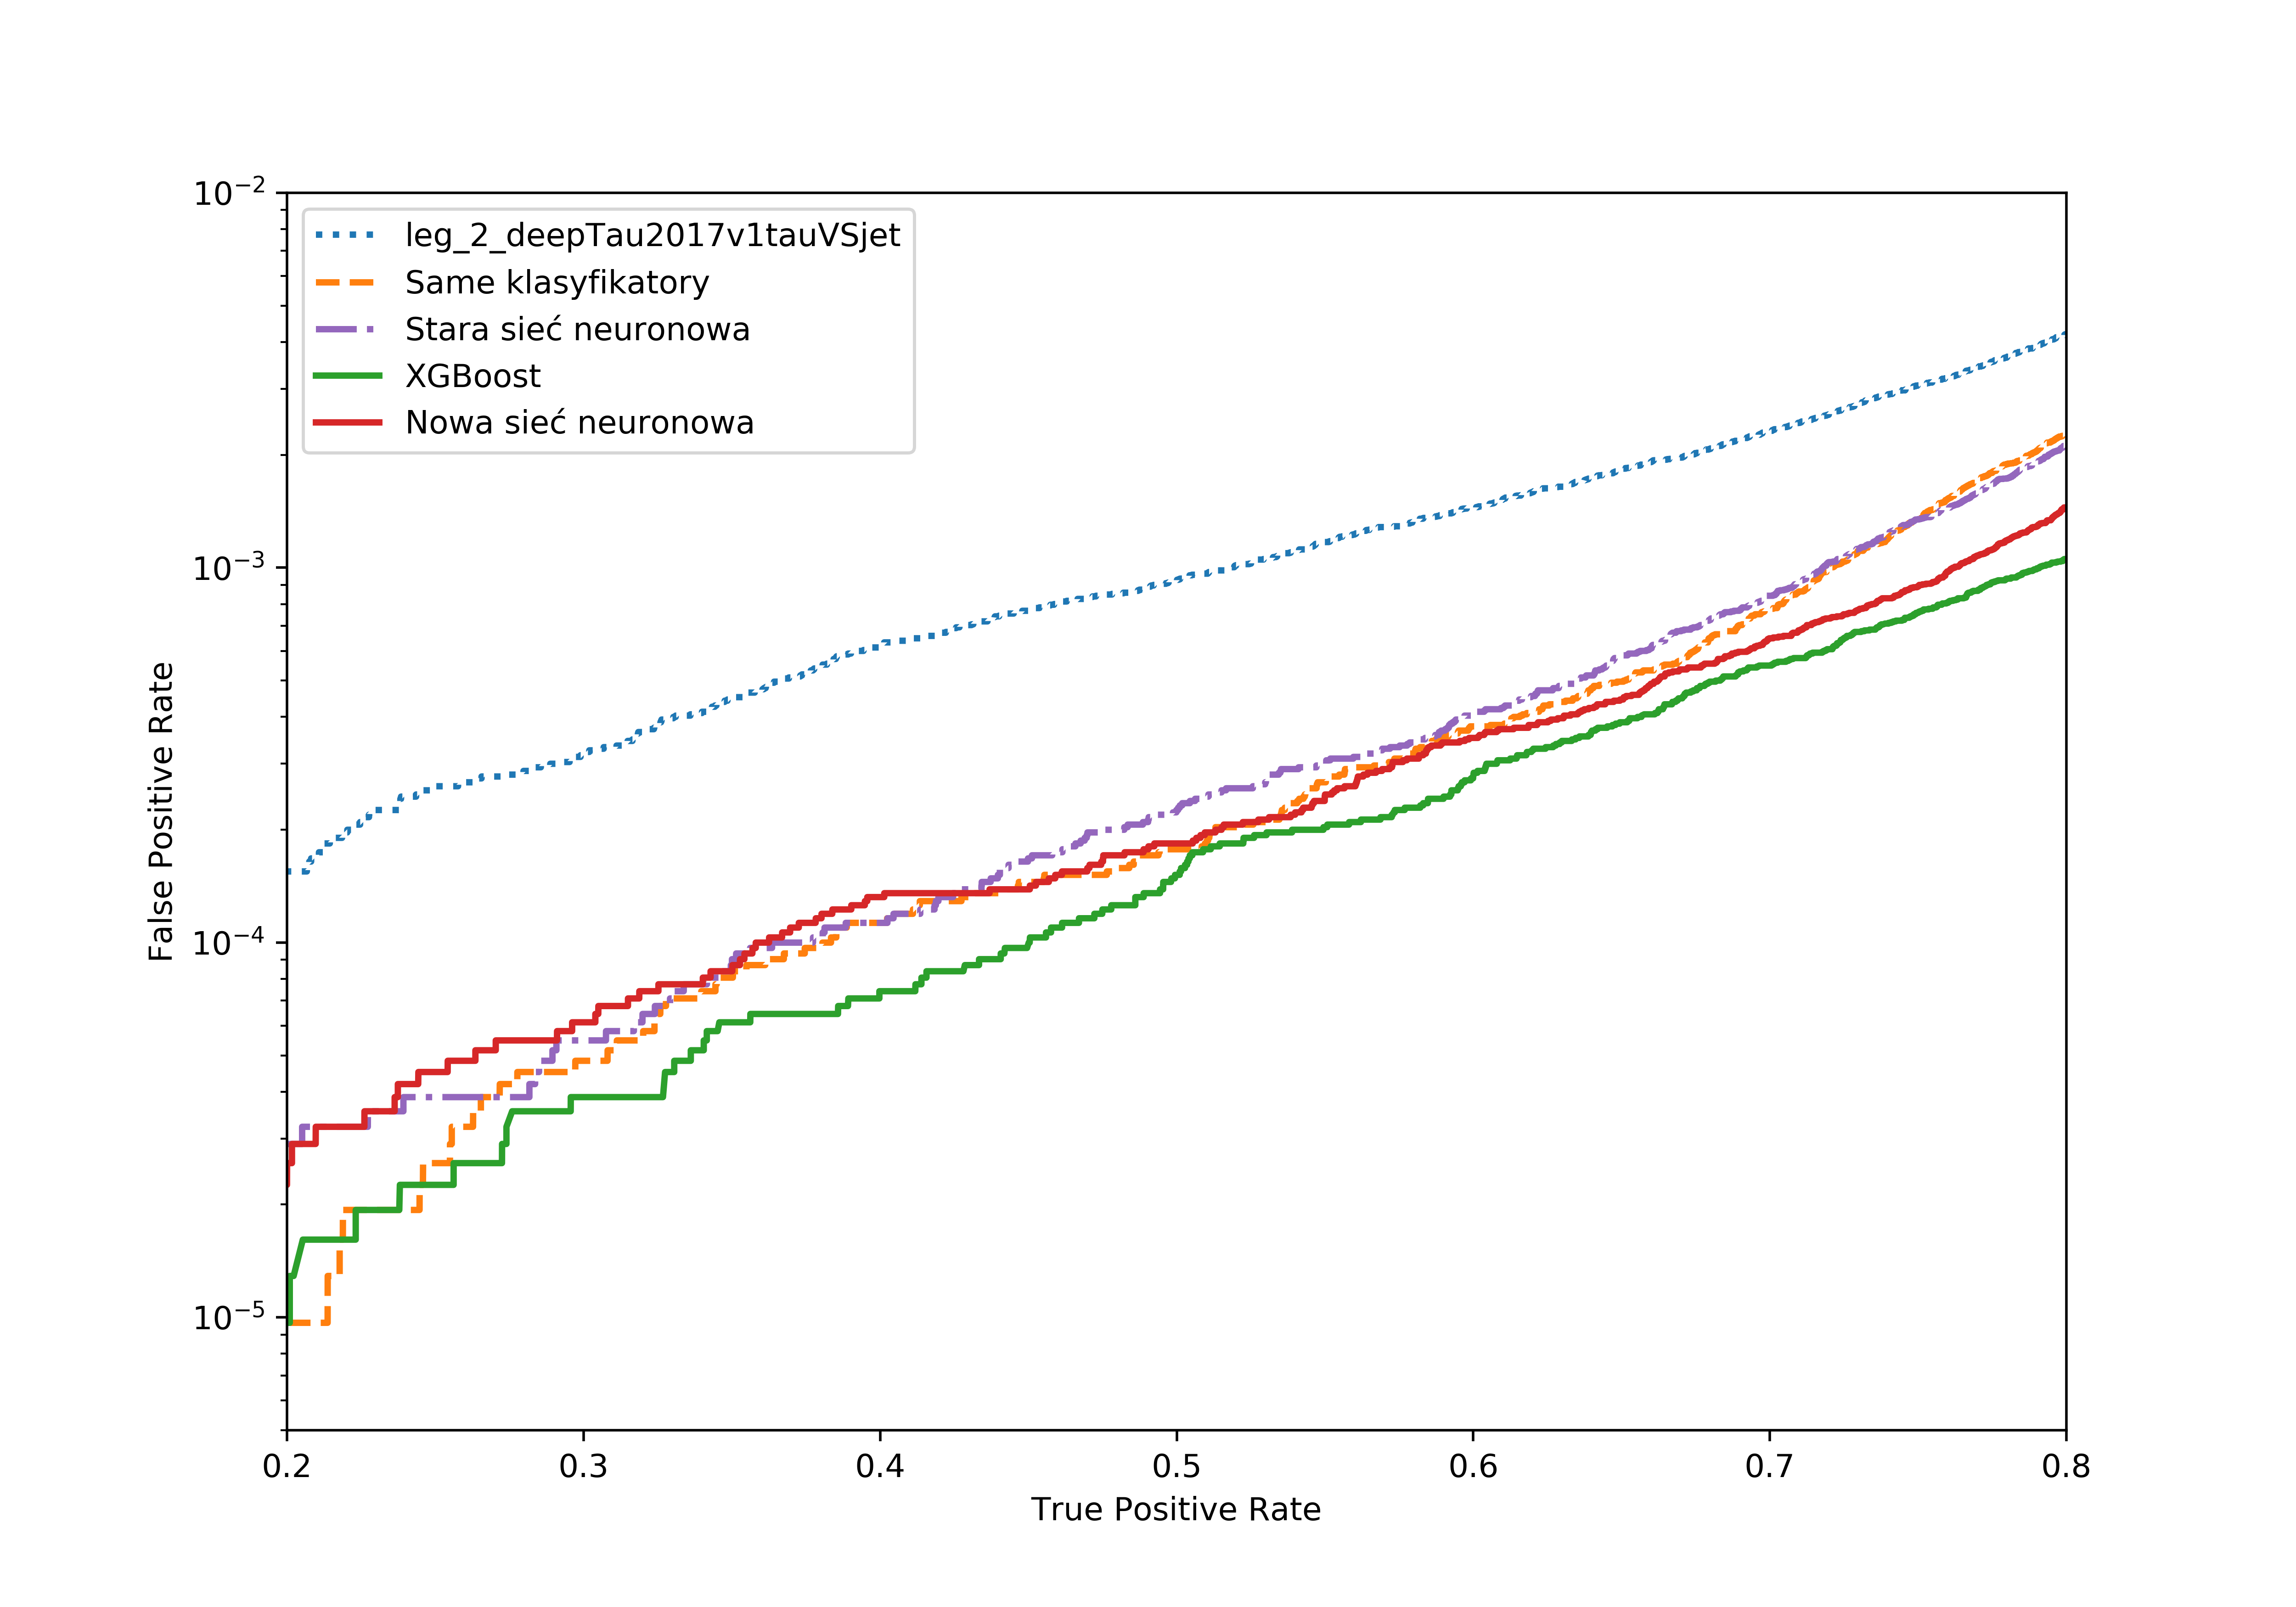 10−2
10−3
10−4
10−5
False Positive Rate
leg_2_deepTau2017v1tauVSjet
Same klasyfikatory
Stara sieć neuronowa
XGBoost
Nowa sieć neuronowa
0.2 0.3 0.4 0.5 0.6 0.7 0.8
True Positive Rate